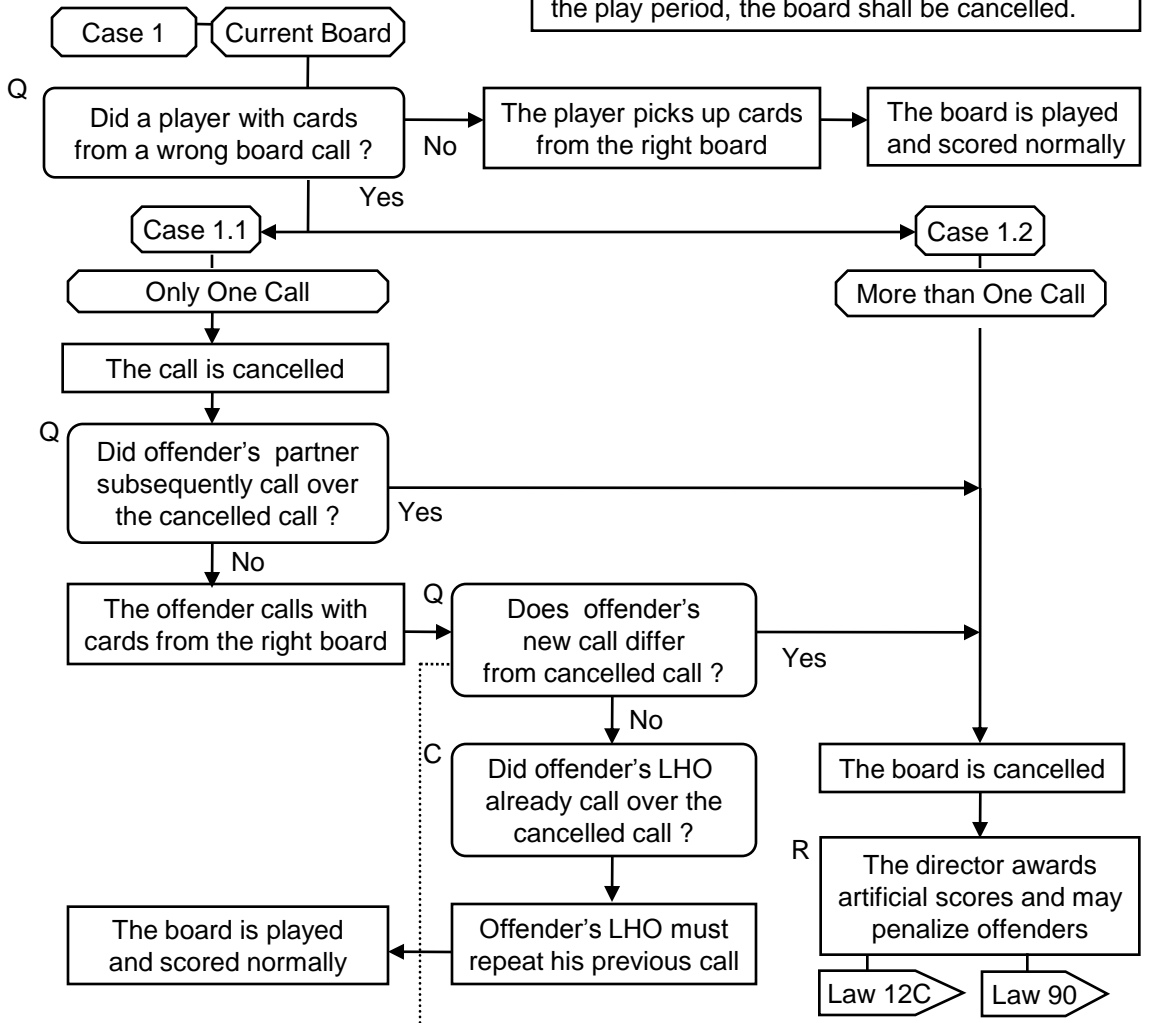 the play period, the board shall be cancelled.
Case 1
Current Board
Q
Did a player with cards
from a wrong board call ?
No
The player picks up cards
from the right board
The board is played
and scored normally
Yes
Case 1.1
Case 1.2
Only One Call
More than One Call
The call is cancelled
Q
Did offender’s  partner
subsequently call over
the cancelled call ?
Yes
No
The offender calls with
cards from the right board
Q
Does  offender’s
new call differ
from cancelled call ?
Yes
No
C
Did offender’s LHO
already call over the
cancelled call ?
The board is cancelled
R
The director awards
artificial scores and may
penalize offenders
The board is played
and scored normally
Offender’s LHO must
repeat his previous call
Law 12C
Law 90